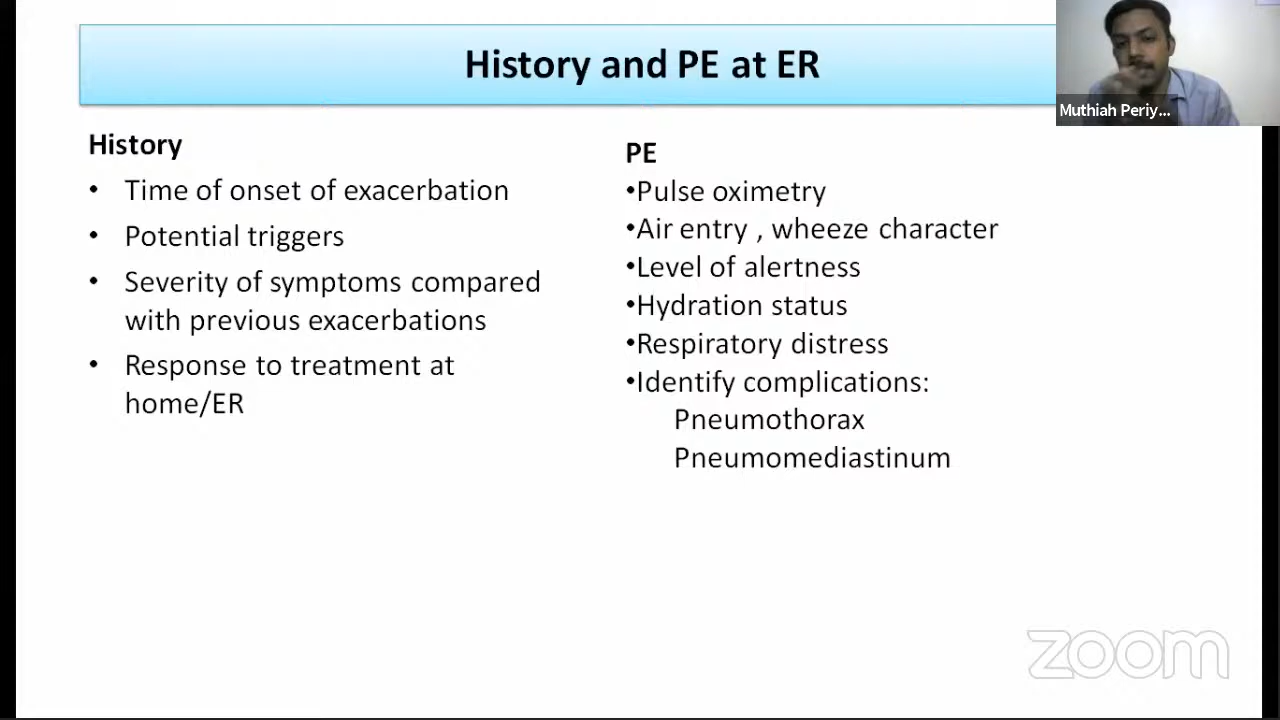 History and PE at ER
Muthiah Periy...
History
• Time of onset of exacerbation
• Potential triggers
• Severity of symptoms compared
with previous exacerbations
• Response to treatment at
home/ER
PE
•Pulse oximetry
•Air entry , wheeze character
•Level of alertness
•Hydration status
•Respiratory distress
•Identify complications:
Pneumothorax
Pneumomediastinum
zoom